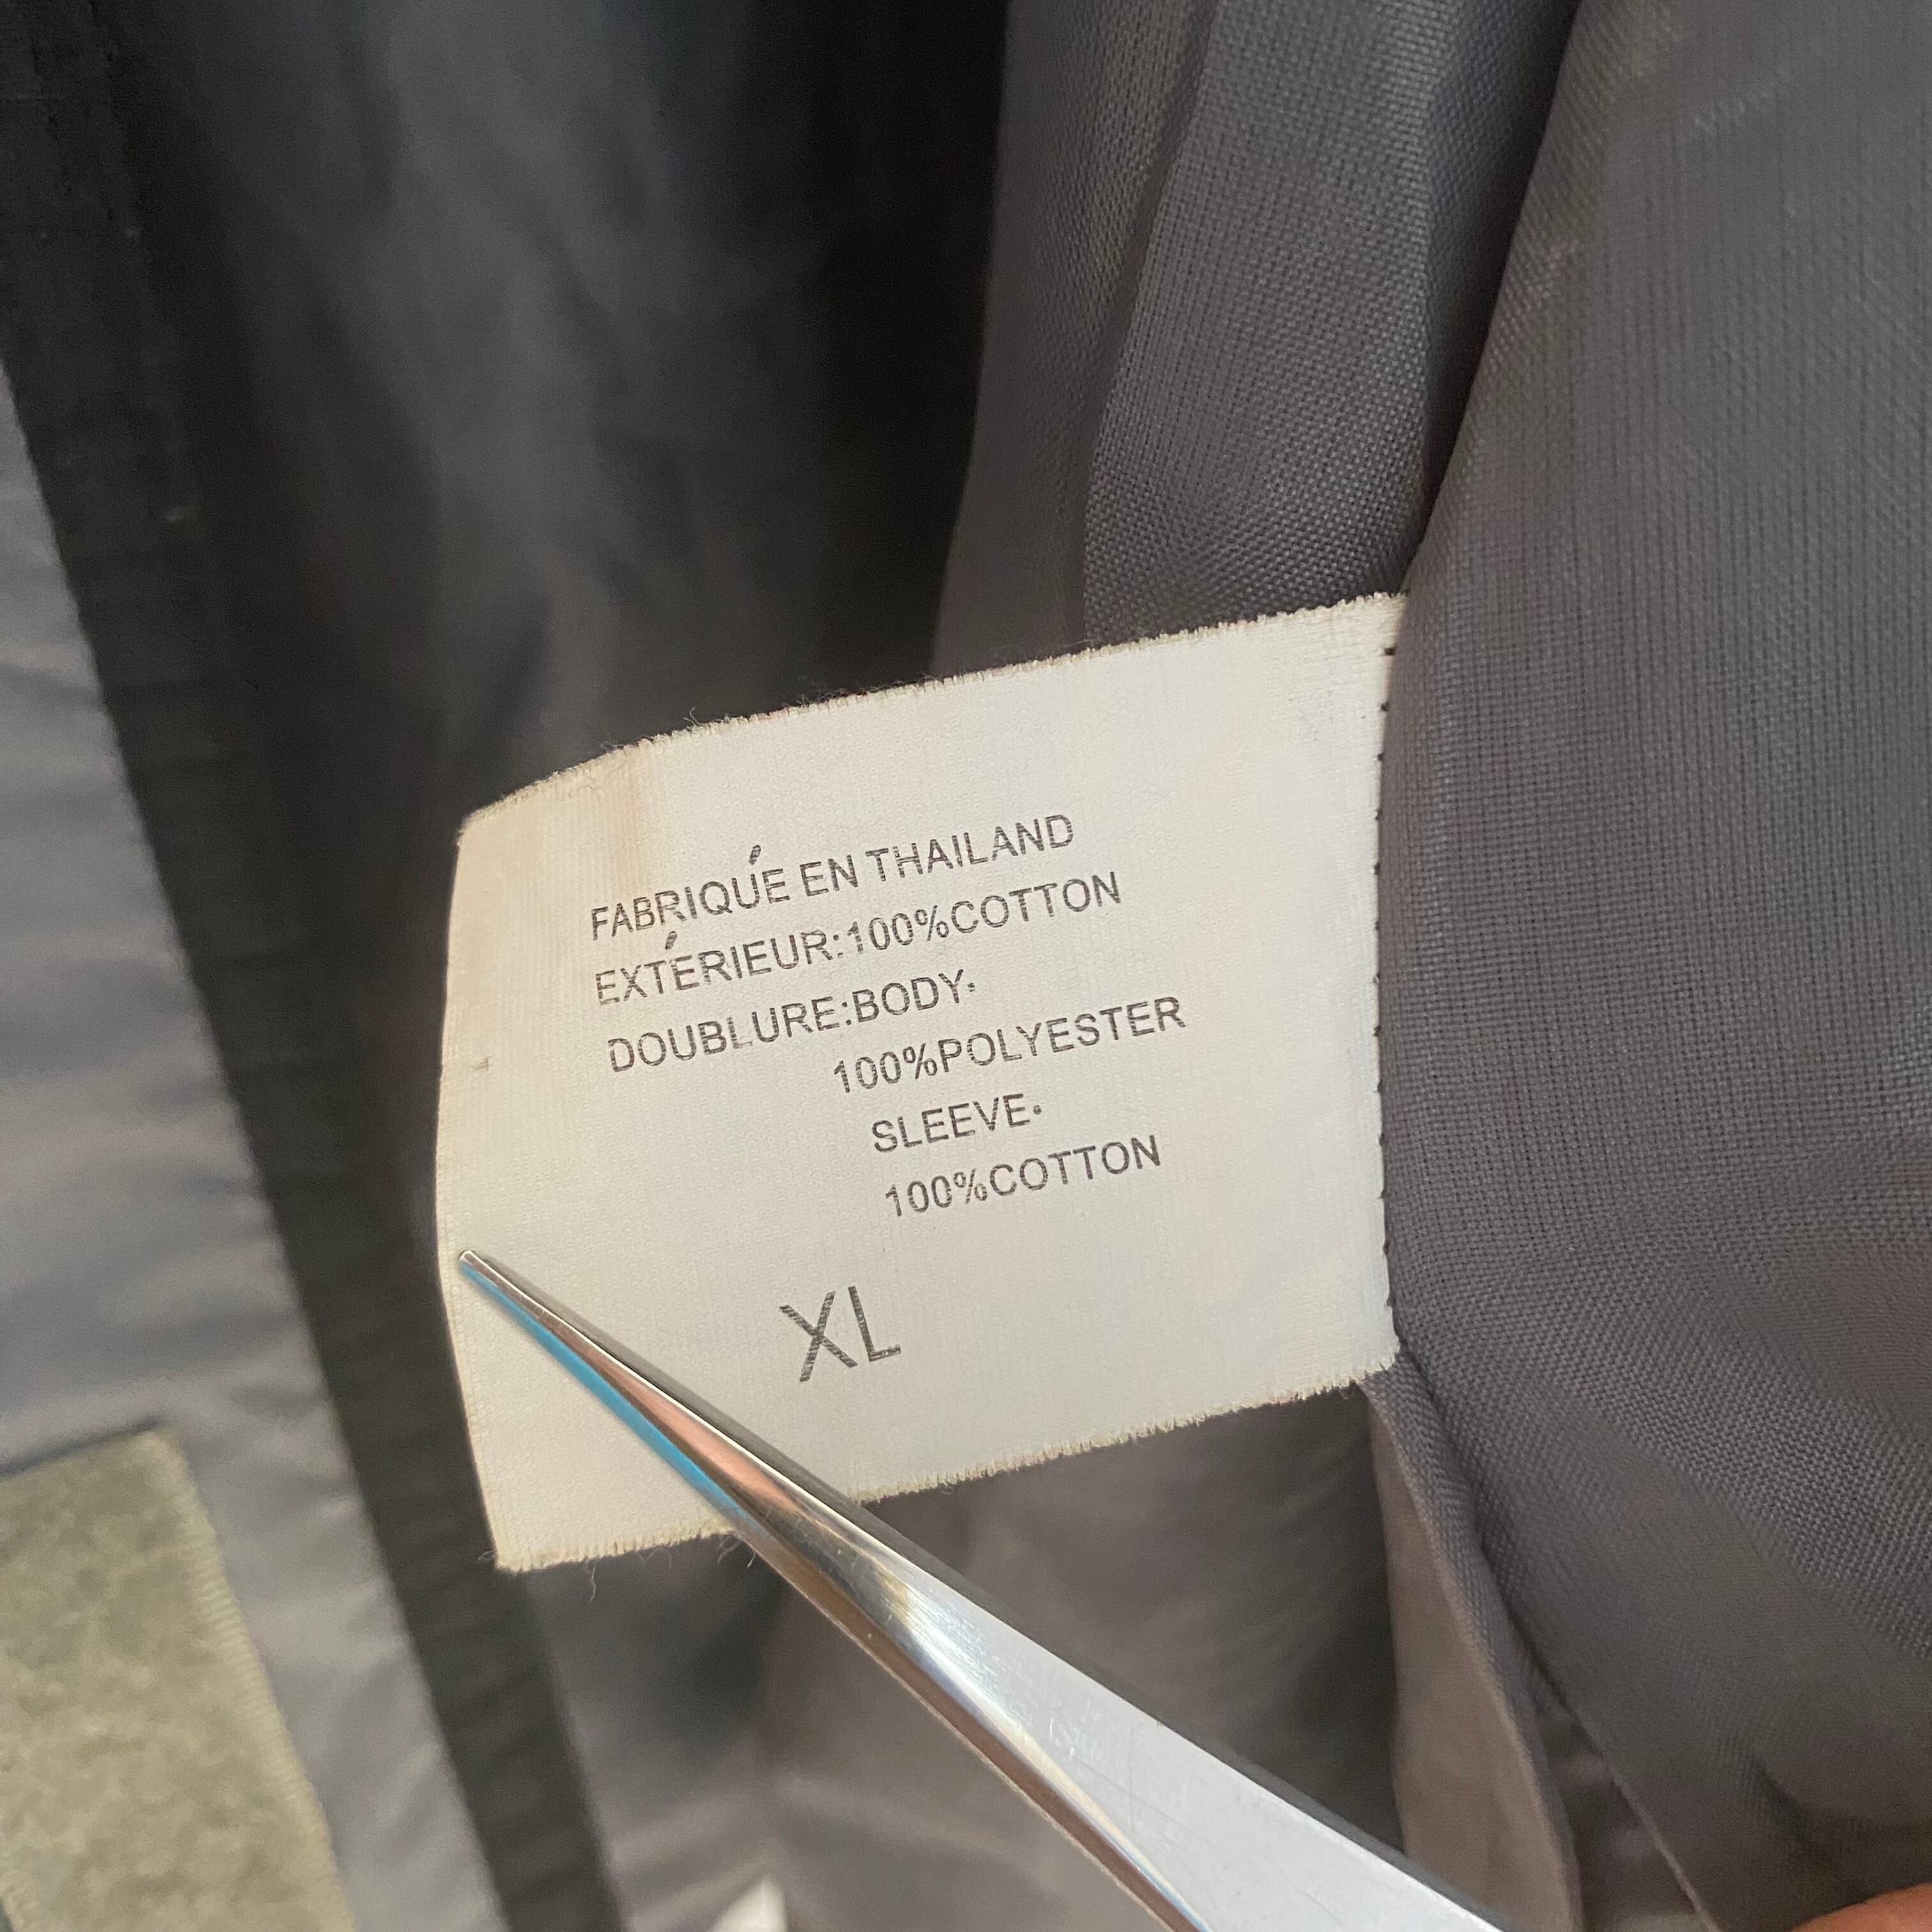 FABRIQUÉ EN THAILAND
EXTÉRIEUR:100%COTTON
DOUBLURE:BODY.
100%POLYESTER
SLEEVE.
100%COTTON
XL